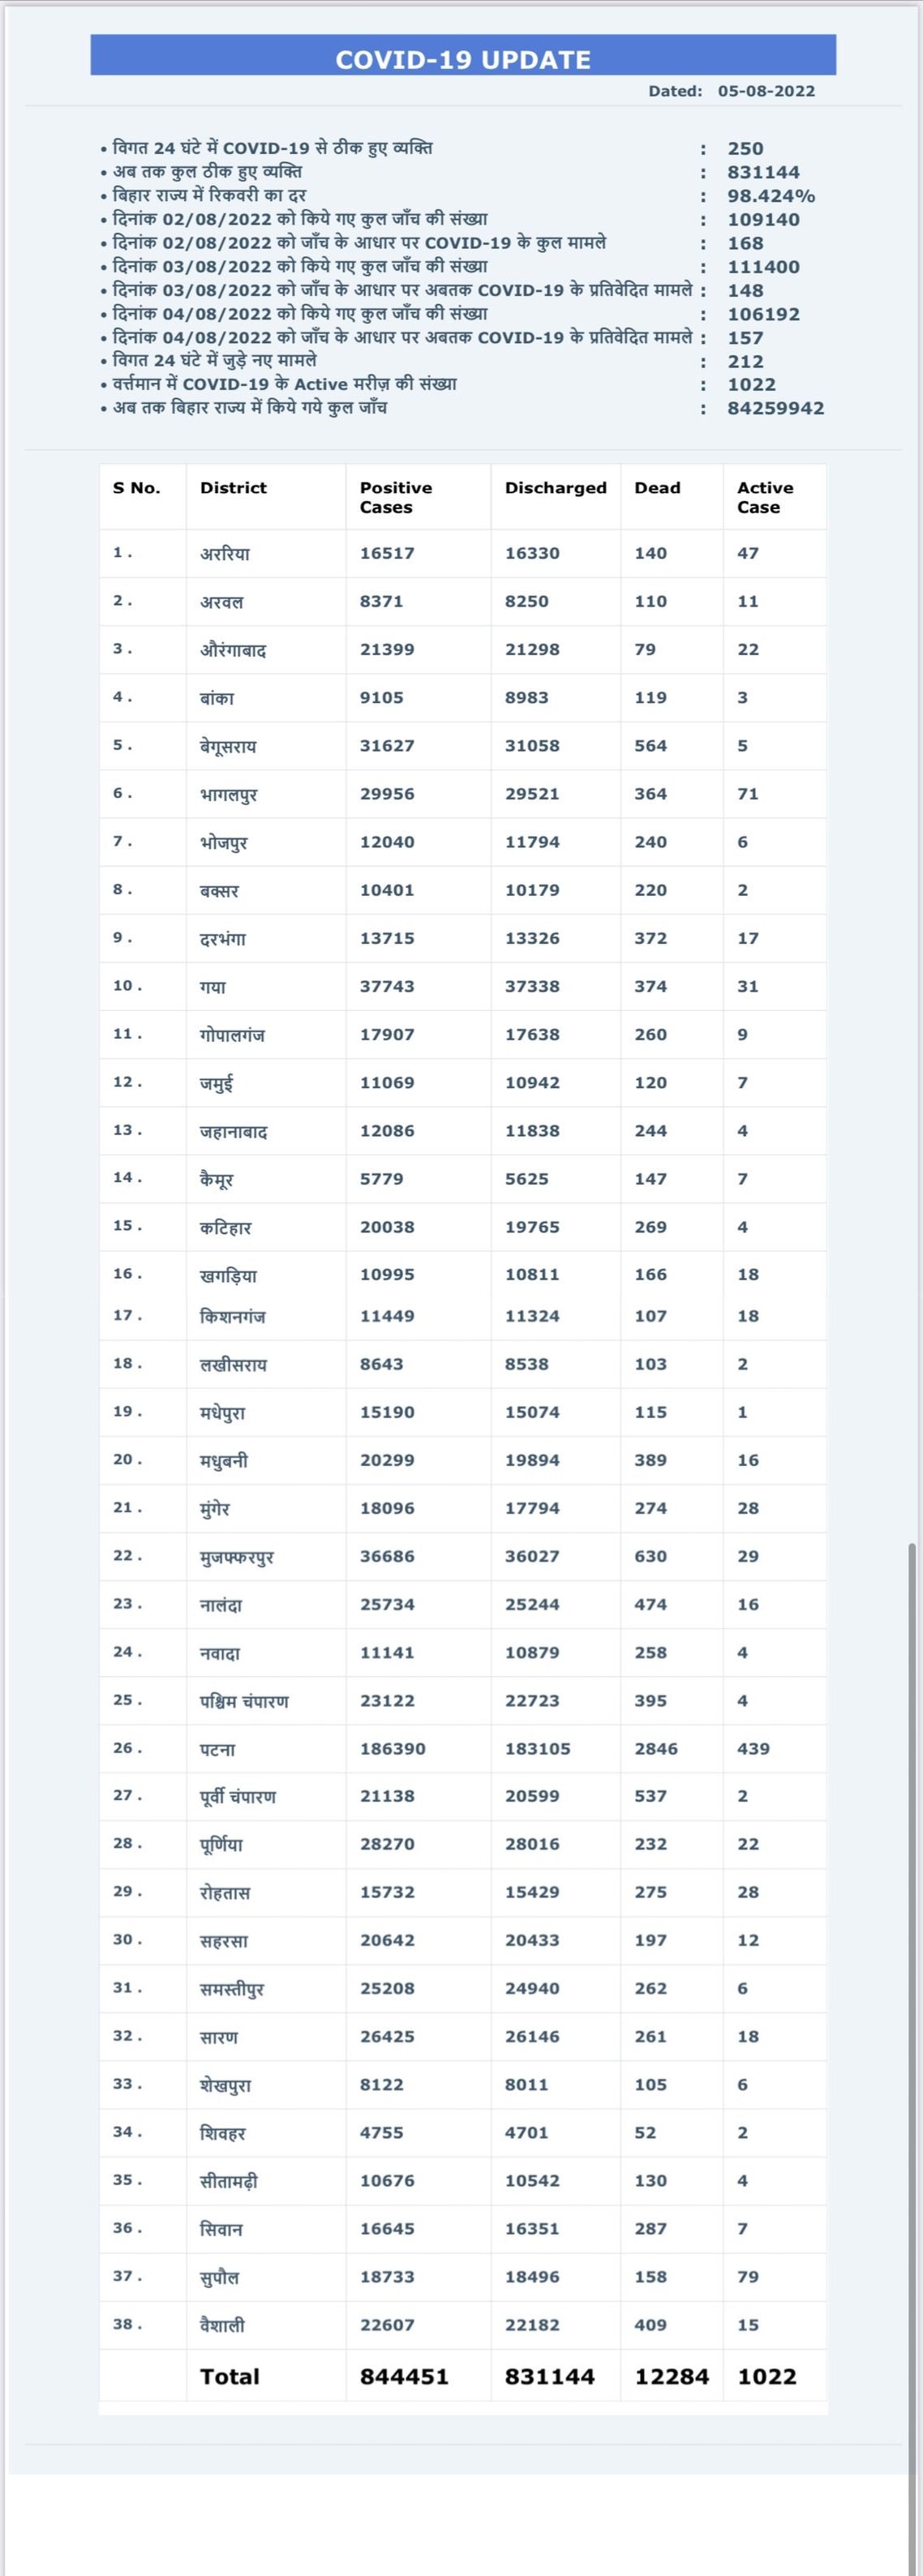 COVID-19 UPDATE
Dated: 05-08-2022
• विगत 24 घंटे में COVID-19 से ठीक हुए व्यक्ति : 250
• अब तक कुल ठीक हुए व्यक्ति : 831144
• बिहार राज्य में रिकवरी का दर : 98.424%
• दिनांक 02/08/2022 को किये गए कुल जाँच की संख्या : 109140
• दिनांक 02/08/2022 को जाँच के आधार पर COVID-19 के कुल मामले : 168
• दिनांक 03/08/2022 को किये गए कुल जाँच की संख्या : 111400
• दिनांक 03/08/2022 को जाँच के आधार पर अबतक COVID-19 के प्रतिवेदित मामले : 148
• दिनांक 04/08/2022 को किये गए कुल जाँच की संख्या : 106192
• दिनांक 04/08/2022 को जाँच के आधार पर अबतक COVID-19 के प्रतिवेदित मामले : 157
• विगत 24 घंटे में जुड़े नए मामले : 212
• वर्त्तमान में COVID-19 के Active मरीज़ की संख्या : 1022
• अब तक बिहार राज्य में किये गये कुल जाँच : 84259942
S No. District Positive Cases Discharged Dead Active Case
1 . अररिया 16517 16330 140 47
2 . अरवल 8371 8250 110 11
3 . औरंगाबाद 21399 21298 79 22
4 . बांका 9105 8983 119 3
5 . बेगूसराय 31627 31058 564 5
6 . भागलपुर 29956 29521 364 71
7 . भोजपुर 12040 11794 240 6
8 . बक्सर 10401 10179 220 2
9 . दरभंगा 13715 13326 372 17
10 . गया 37743 37338 374 31
11 . गोपालगंज 17907 17638 260 9
12 . जमुई 11069 10942 120 7
13 . जहानाबाद 12086 11838 244 4
14 . कैमूर 5779 5625 147 7
15 . कटिहार 20038 19765 269 4
16 . खगड़िया 10995 10811 166 18
17 . किशनगंज 11449 11324 107 18
18 . लखीसराय 8643 8538 103 2
19 . मधेपुरा 15190 15074 115 1
20 . मधुबनी 20299 19894 389 16
21 . मुंगेर 18096 17794 274 28
22 . मुजफ्फरपुर 36686 36027 630 29
23 . नालंदा 25734 25244 474 16
24 . नवादा 11141 10879 258 4
25 . पश्चिम चंपारण 23122 22723 395 4
26 . पटना 186390 183105 2846 439
27 . पूर्वी चंपारण 21138 20599 537 2
28 . पूर्णिया 28270 28016 232 22
29 . रोहतास 15732 15429 275 28
30 . सहरसा 20642 20433 197 12
31 . समस्तीपुर 25208 24940 262 6
32 . सारण 26425 26146 261 18
33 . शेखपुरा 8122 8011 105 6
34 . शिवहर 4755 4701 52 2
35 . सीतामढ़ी 10676 10542 130 4
36 . सिवान 16645 16351 287 7
37 . सुपौल 18733 18496 158 79
38 . वैशाली 22607 22182 409 15
Total 844451 831144 12284 1022